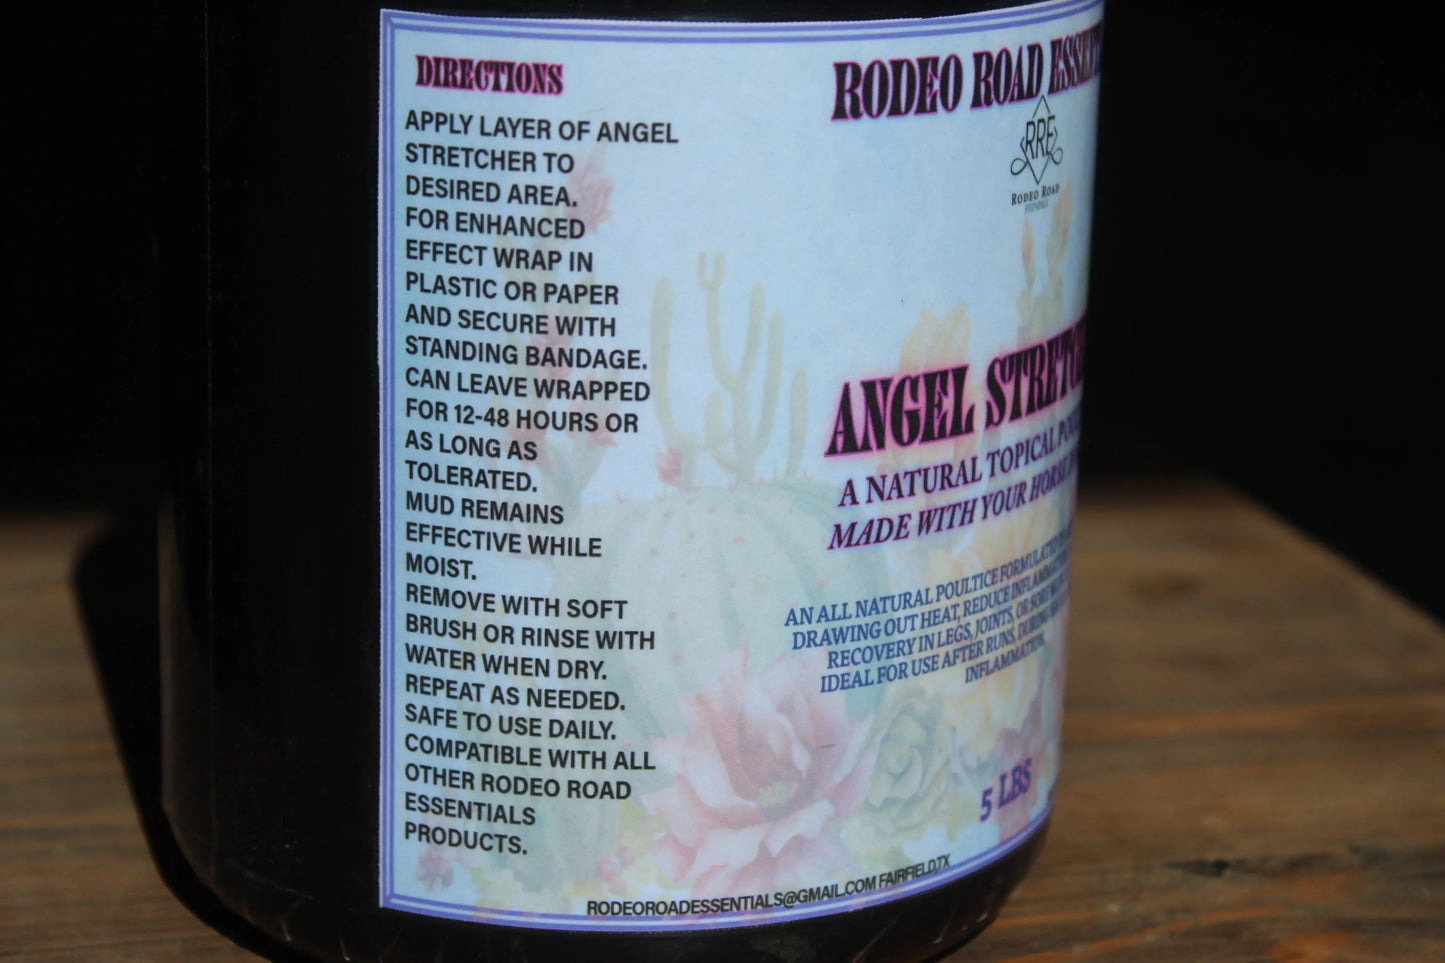 DIRECTIONS
APPLY LAYER OF ANGEL
STRETCHER TO
DESIRED AREA.
FOR ENHANCED
EFFECT WRAP IN
PLASTIC OR PAPER
AND SECURE WITH
STANDING BANDAGE.
CAN LEAVE WRAPPED
FOR 12-48 HOURS OR
AS LONG AS
TOLERATED.
MUD REMAINS
EFFECTIVE WHILE
MOIST.
REMOVE WITH SOFT
BRUSH OR RINSE WITH
WATER WHEN DRY.
REPEAT AS NEEDED.
SAFE TO USE DAILY.
COMPATIBLE WITH ALL
OTHER RODEO ROAD
ESSENTIALS
PRODUCTS.
RODEO ROAD
RRE
RODEO ROAD
ANGEL
A NATURAL TOPICAL
MADE WITH YOUR HORSE
AN ALL NATURAL POULTICE FORMULATED
DRAWING OUT HEAT, REDUCE
RECOVERY IN LEGS, JOINTS, OR
IDEAL FOR USE AFTER RUNS, DURING
INFLAMMATION.
5 LBS
RODEOROADESSENTIALS@GMAIL.COM FAIRFIELD,TX